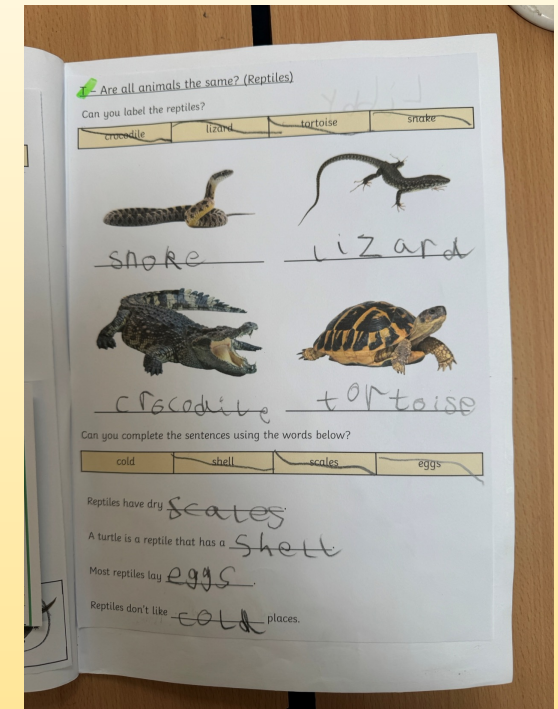 I – Are all animals the same? (Reptiles)
Can you label the reptiles?
crocodile lizard tortoise snake
snake lizard
crocodile tortoise
Can you complete the sentences using the words below?
cold shell scales eggs
Reptiles have dry scales.
A turtle is a reptile that has a shell.
Most reptiles lay eggs.
Reptiles don't like cold places.